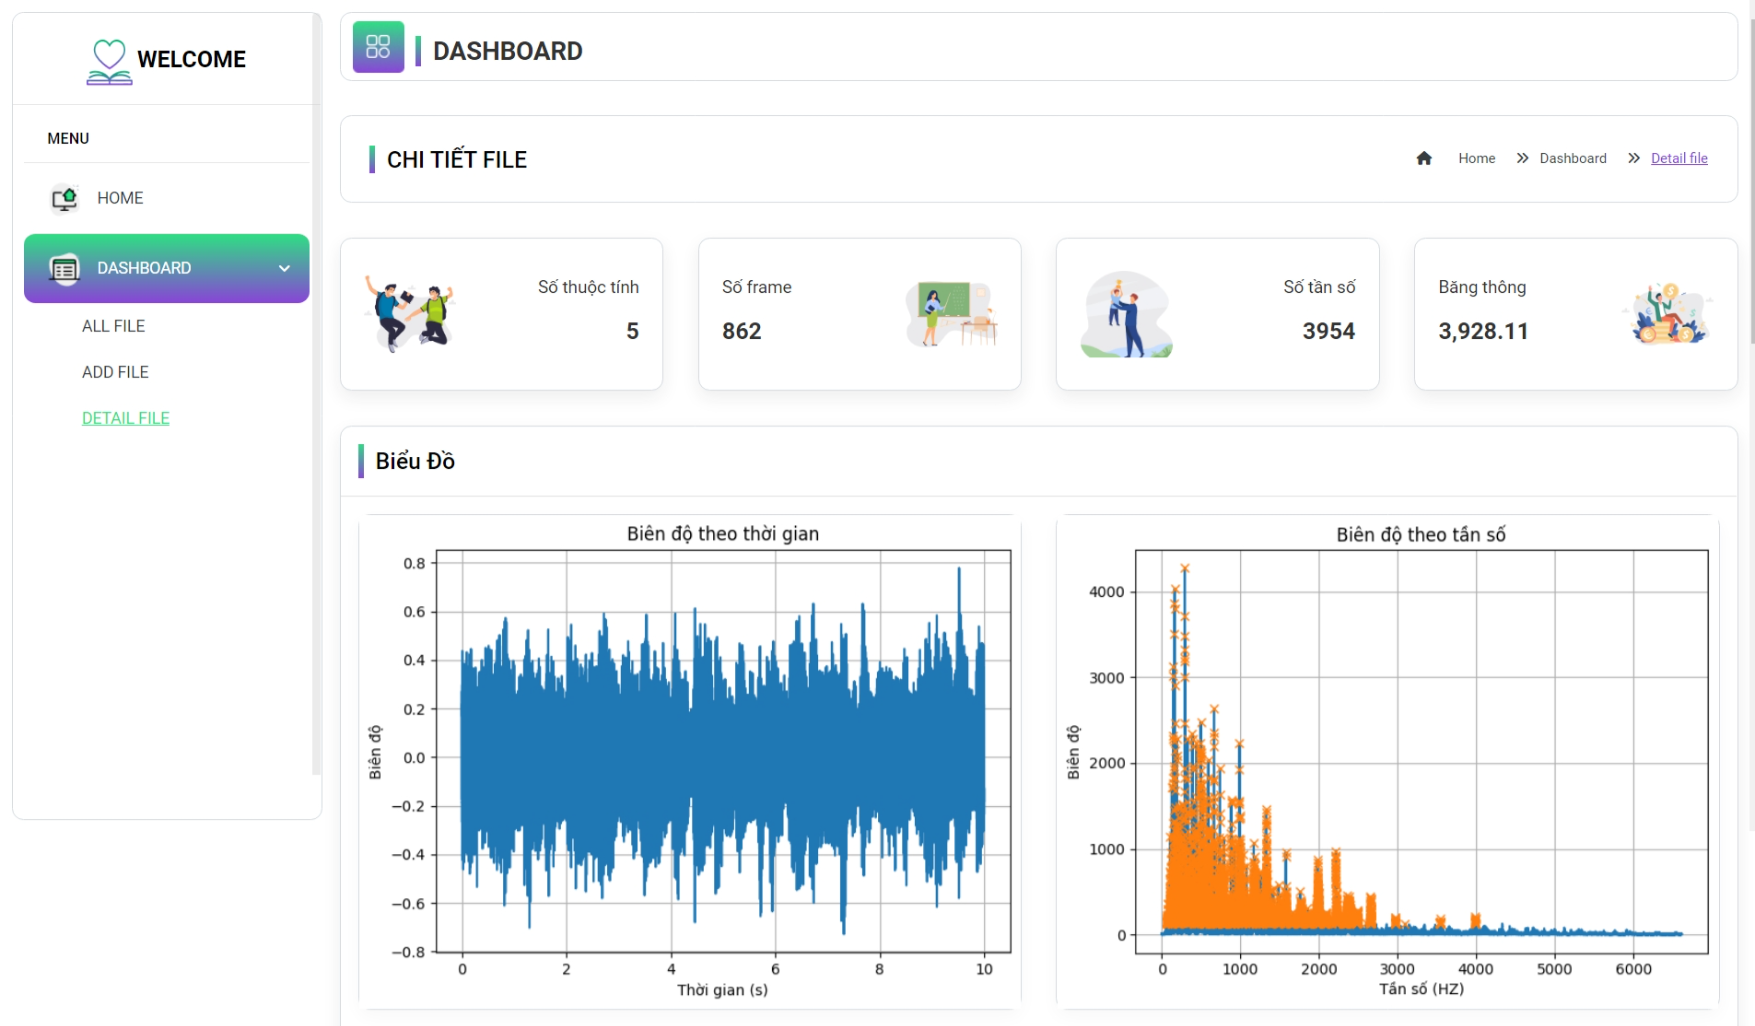 WELCOME
MENU
HOME
DASHBOARD
ALL FILE
ADD FILE
DETAIL FILE
DASHBOARD
CHI TIẾT FILE
Home
Dashboard
Detail file
Số thuộc tính
5
Số frame
862
Số tần số
3954
Băng thông
3,928.11
Biểu Đồ
Biên độ theo thời gian
0.8
0.6
0.4
0.2
0.0
−0.2
−0.4
−0.6
−0.8
Biên độ
0 2 4 6 8 10
Thời gian (s)
Biên độ theo tần số
4000
3000
2000
1000
0
Biên độ
0 1000 2000 3000 4000 5000 6000
Tần số (HZ)